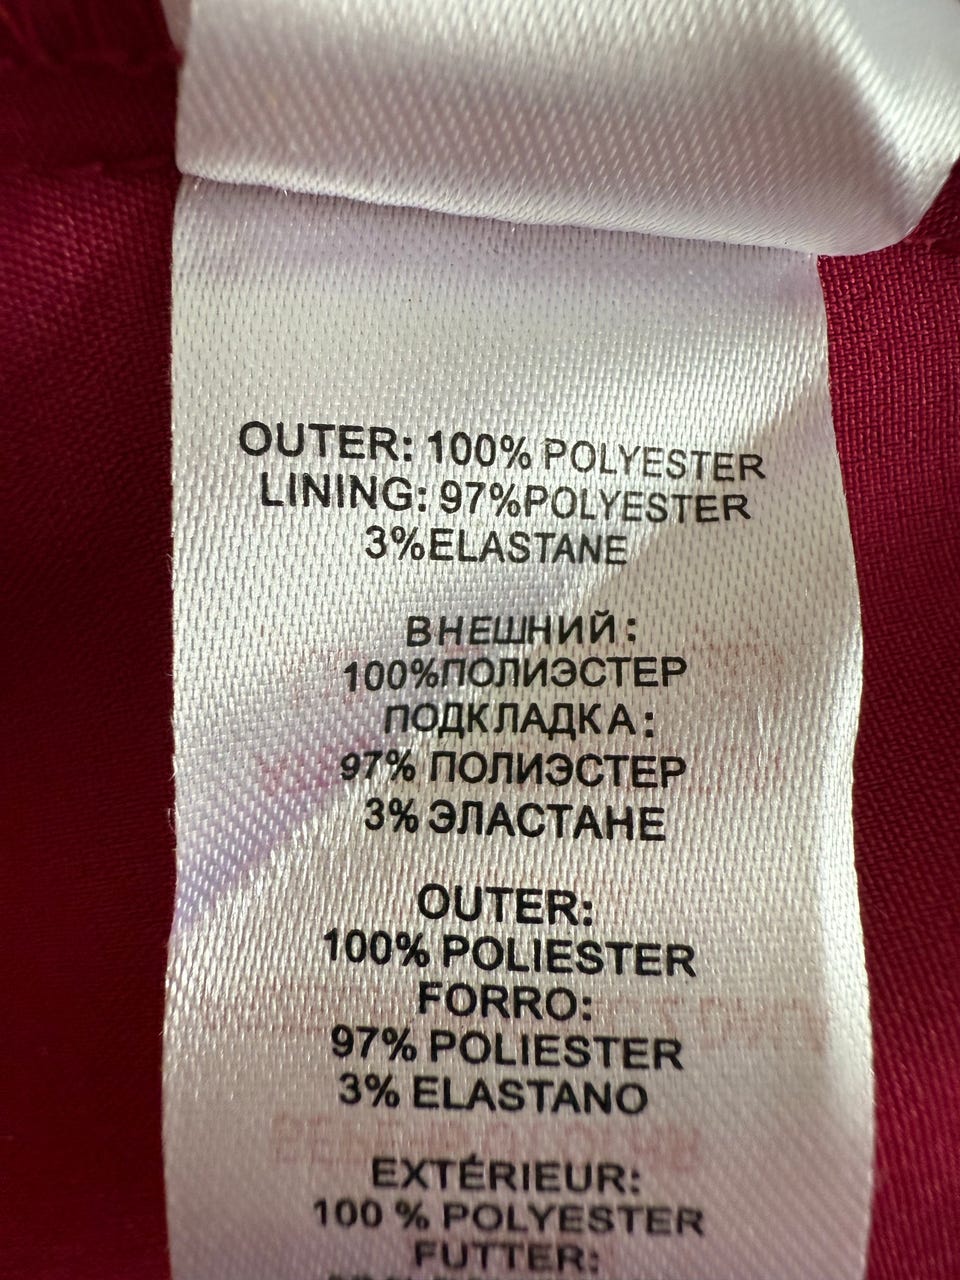 OUTER: 100% POLYESTER
LINING: 97%POLYESTER
3%ELASTANE
ВНЕШНИЙ:
100%ПОЛИЭСТЕР
ПОДКЛАДКА:
97% ПОЛИЭСТЕР
3% ЭЛАСТАНЕ
OUTER:
100% POLIESTER
FORRO:
97% POLIESTER
3% ELASTANO
EXTÉRIEUR:
100 % POLYESTER
FUTTER: